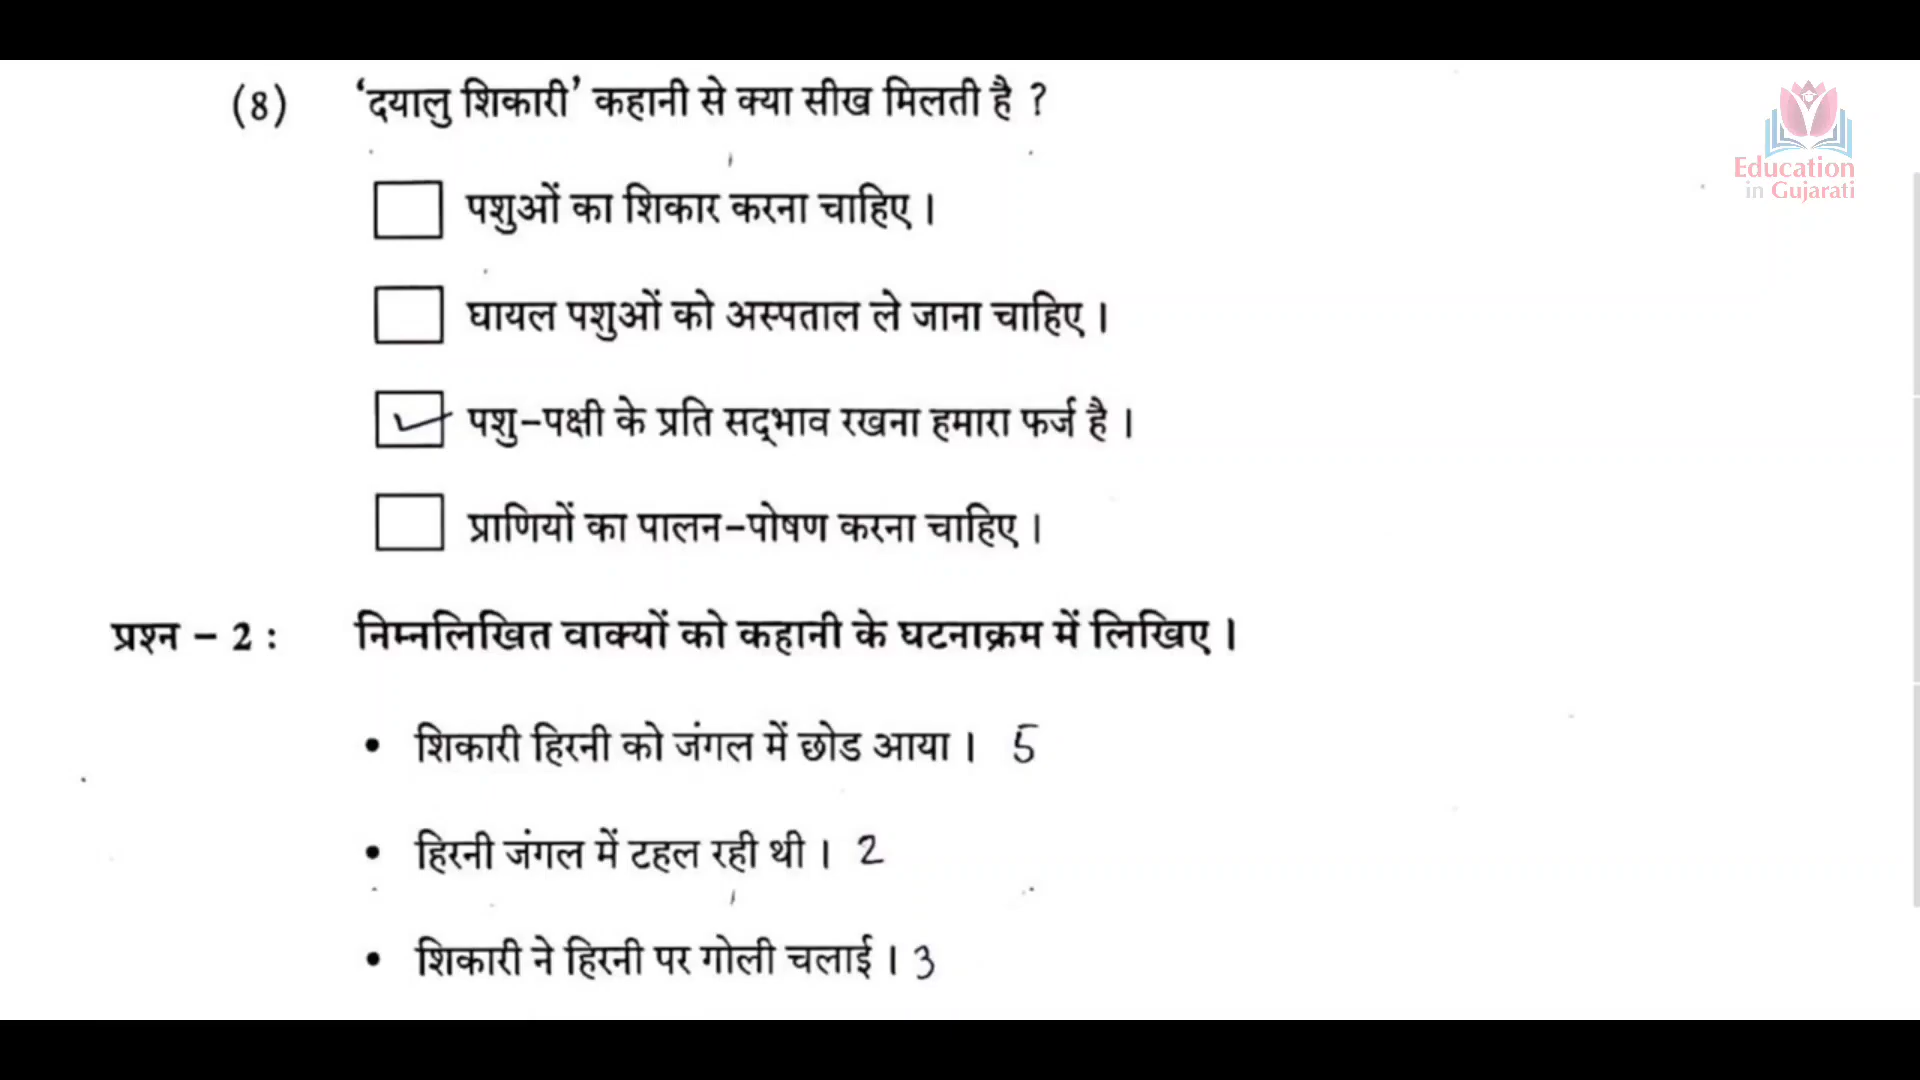 (8) ‘दयालु शिकारी’ कहानी से क्या सीख मिलती है ?
Education
in Gujarati
पशुओं का शिकार करना चाहिए ।
घायल पशुओं को अस्पताल ले जाना चाहिए ।
पशु-पक्षी के प्रति सद्‌भाव रखना हमारा फर्ज है ।
प्राणियों का पालन-पोषण करना चाहिए ।
प्रश्न - 2 : निम्नलिखित वाक्यों को कहानी के घटनाक्रम में लिखिए ।
• शिकारी हिरनी को जंगल में छोड आया । 5
• हिरनी जंगल में टहल रही थी । 2
• शिकारी ने हिरनी पर गोली चलाई । 3